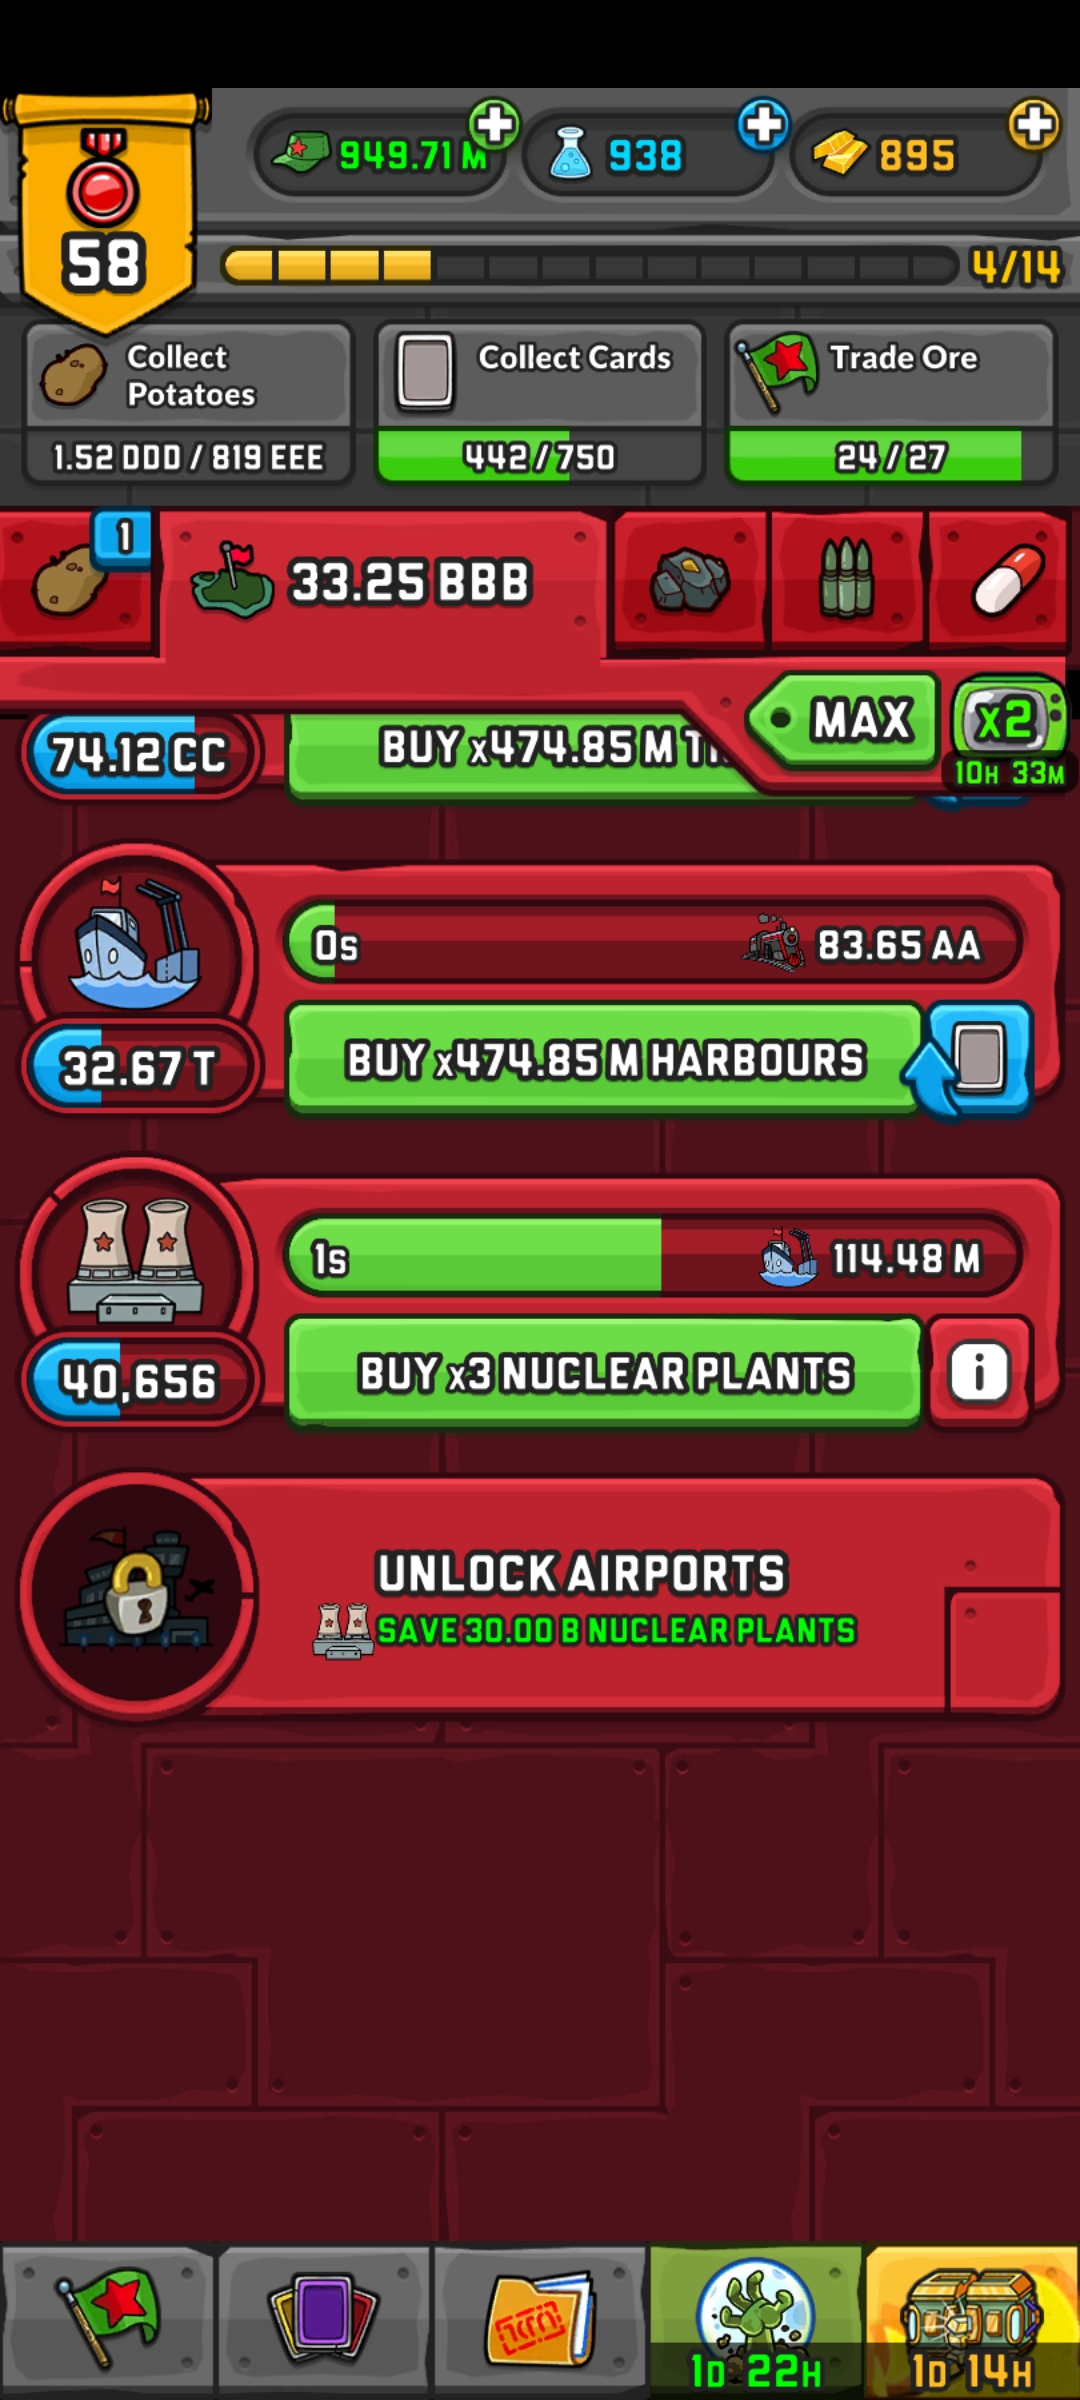 949.71 M
938
895
58
4/14
Collect
Potatoes
Collect Cards
Trade Ore
1.52 DDD / 819 EEE
442/750
24/27
1
33.25 BBB
MAX
x2
10H 33M
74.12 CC
BUY x474.85 M
0s
83.65 AA
32.67 T
BUY x474.85 M HARBOURS
1s
114.48 M
40,656
BUY x3 NUCLEAR PLANTS
i
UNLOCK AIRPORTS
SAVE 30.00 B NUCLEAR PLANTS
1D 22H
1D 14H